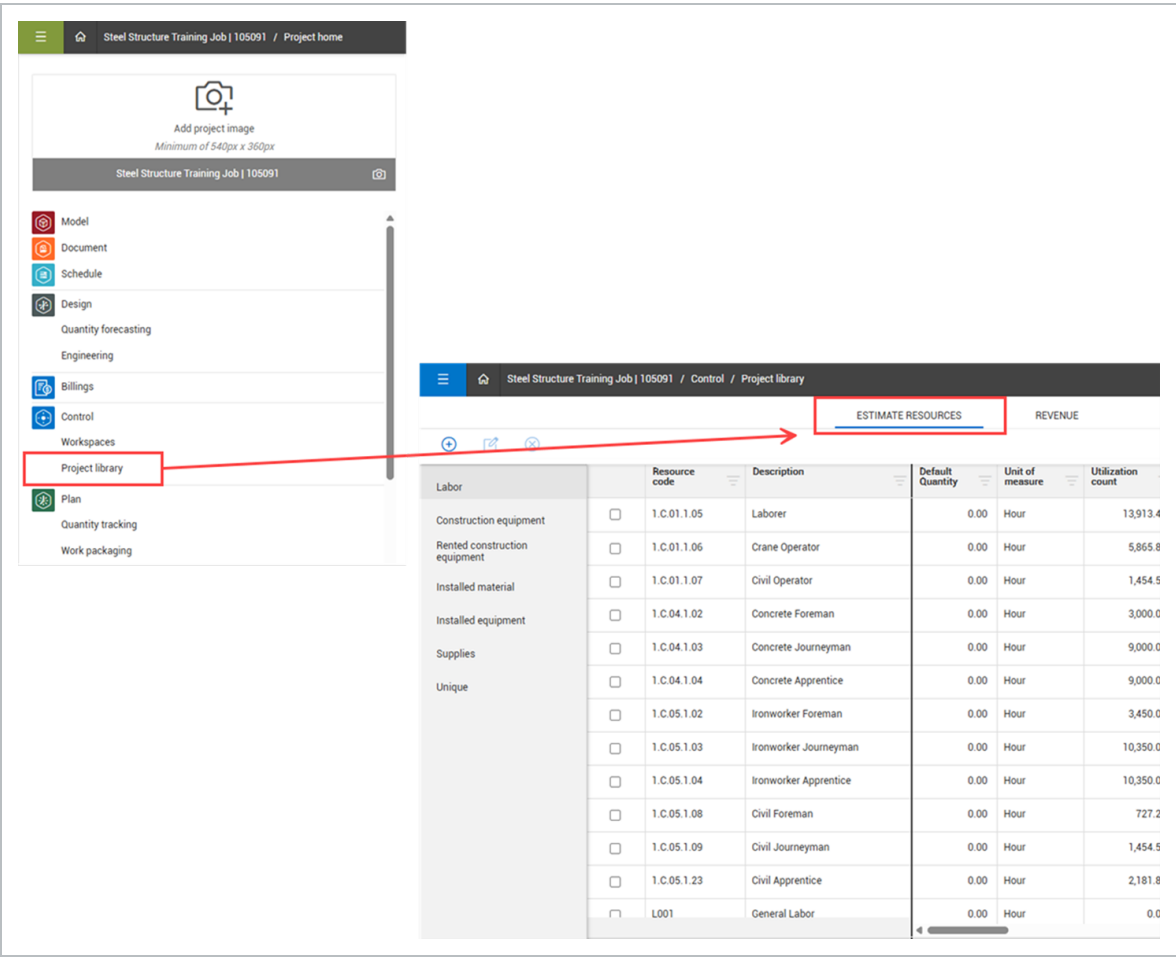 Steel Structure Training Job | 105091 / Project home
Add project image
Minimum of 540px x 360px
Steel Structure Training Job | 105091
Model
Document
Schedule
Design
Quantity forecasting
Engineering
Billings
Control
Workspaces
Project library
Plan
Quantity tracking
Work packaging
Steel Structure Training Job | 105091 / Control / Project library
ESTIMATE RESOURCES REVENUE
Labor
Construction equipment
Rented construction
equipment
Installed material
Installed equipment
Supplies
Unique
Resource code Description Default Quantity Unit of measure Utilization count
1.C.01.1.05 Laborer 0.00 Hour 13,913.4
1.C.01.1.06 Crane Operator 0.00 Hour 5,865.8
1.C.01.1.07 Civil Operator 0.00 Hour 1,454.5
1.C.04.1.02 Concrete Foreman 0.00 Hour 3,000.0
1.C.04.1.03 Concrete Journeyman 0.00 Hour 9,000.0
1.C.04.1.04 Concrete Apprentice 0.00 Hour 9,000.0
1.C.05.1.02 Ironworker Foreman 0.00 Hour 3,450.0
1.C.05.1.03 Ironworker Journeyman 0.00 Hour 10,350.0
1.C.05.1.04 Ironworker Apprentice 0.00 Hour 10,350.0
1.C.05.1.08 Civil Foreman 0.00 Hour 727.2
1.C.05.1.09 Civil Journeyman 0.00 Hour 1,454.5
1.C.05.1.23 Civil Apprentice 0.00 Hour 2,181.8
L001 General Labor 0.00 Hour 0.0